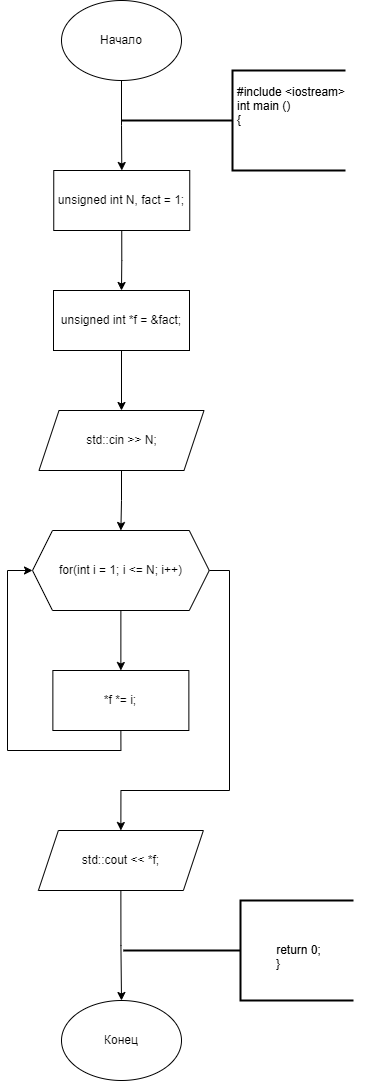 Начало
#include <iostream>
int main ()
{
unsigned int N, fact = 1;
unsigned int *f = &fact;
std::cin >> N;
for(int i = 1; i <= N; i++)
*f *= i;
std::cout << *f;
return 0;
}
Конец